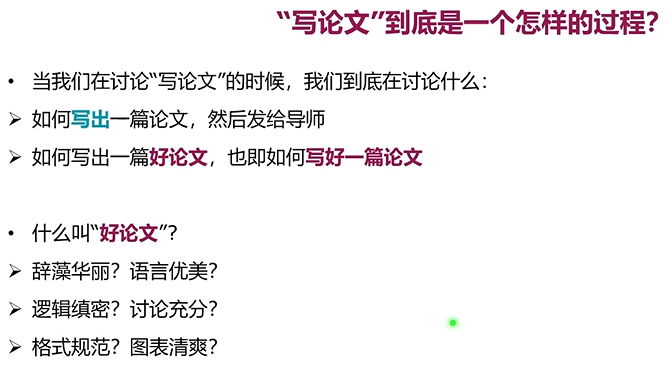 “写论文”到底是一个怎样的过程？
• 当我们在讨论“写论文”的时候，我们到底在讨论什么：
➢ 如何写出一篇论文，然后发给导师
➢ 如何写出一篇好论文，也即如何写好一篇论文
• 什么叫“好论文”？
➢ 辞藻华丽？语言优美？
➢ 逻辑缜密？讨论充分？
➢ 格式规范？图表清爽？